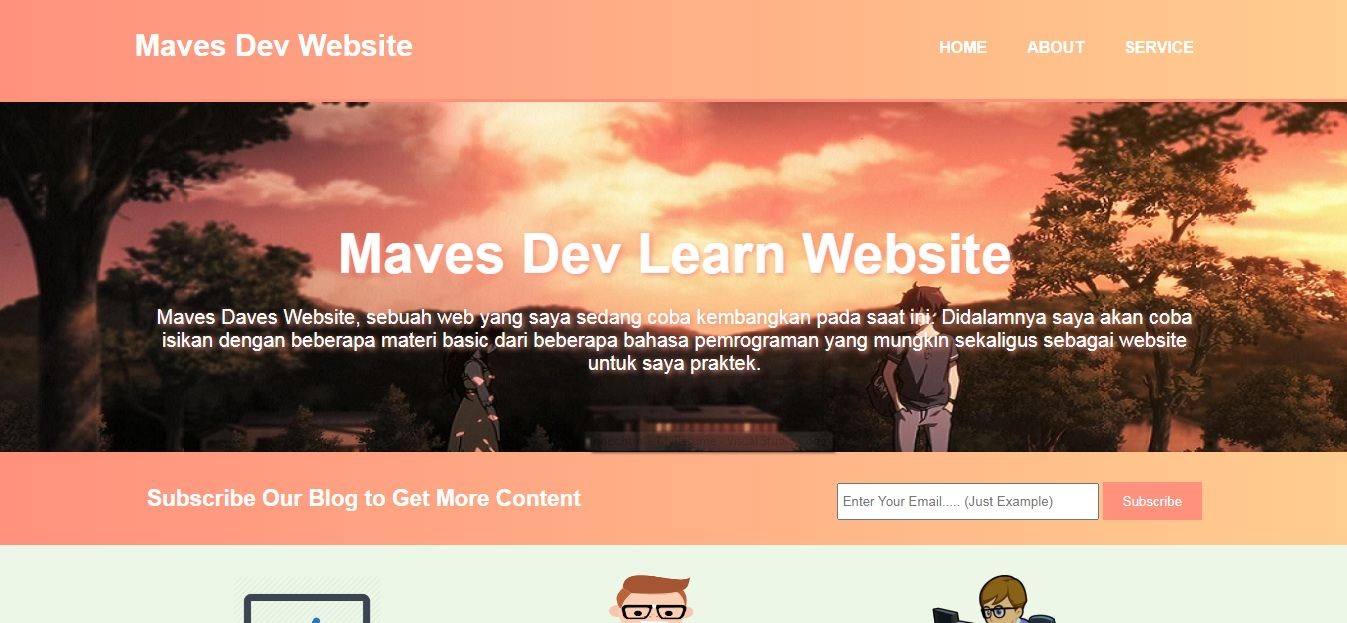 Maves Dev Website
HOME ABOUT SERVICE
Maves Dev Learn Website
Maves Daves Website, sebuah web yang saya sedang coba kembangkan pada saat ini. Didalamnya saya akan coba
isikan dengan beberapa materi basic dari beberapa bahasa pemrograman yang mungkin sekaligus sebagai website
untuk saya praktek.
Subscribe Our Blog to Get More Content
Enter Your Email..... (Just Example) Subscribe